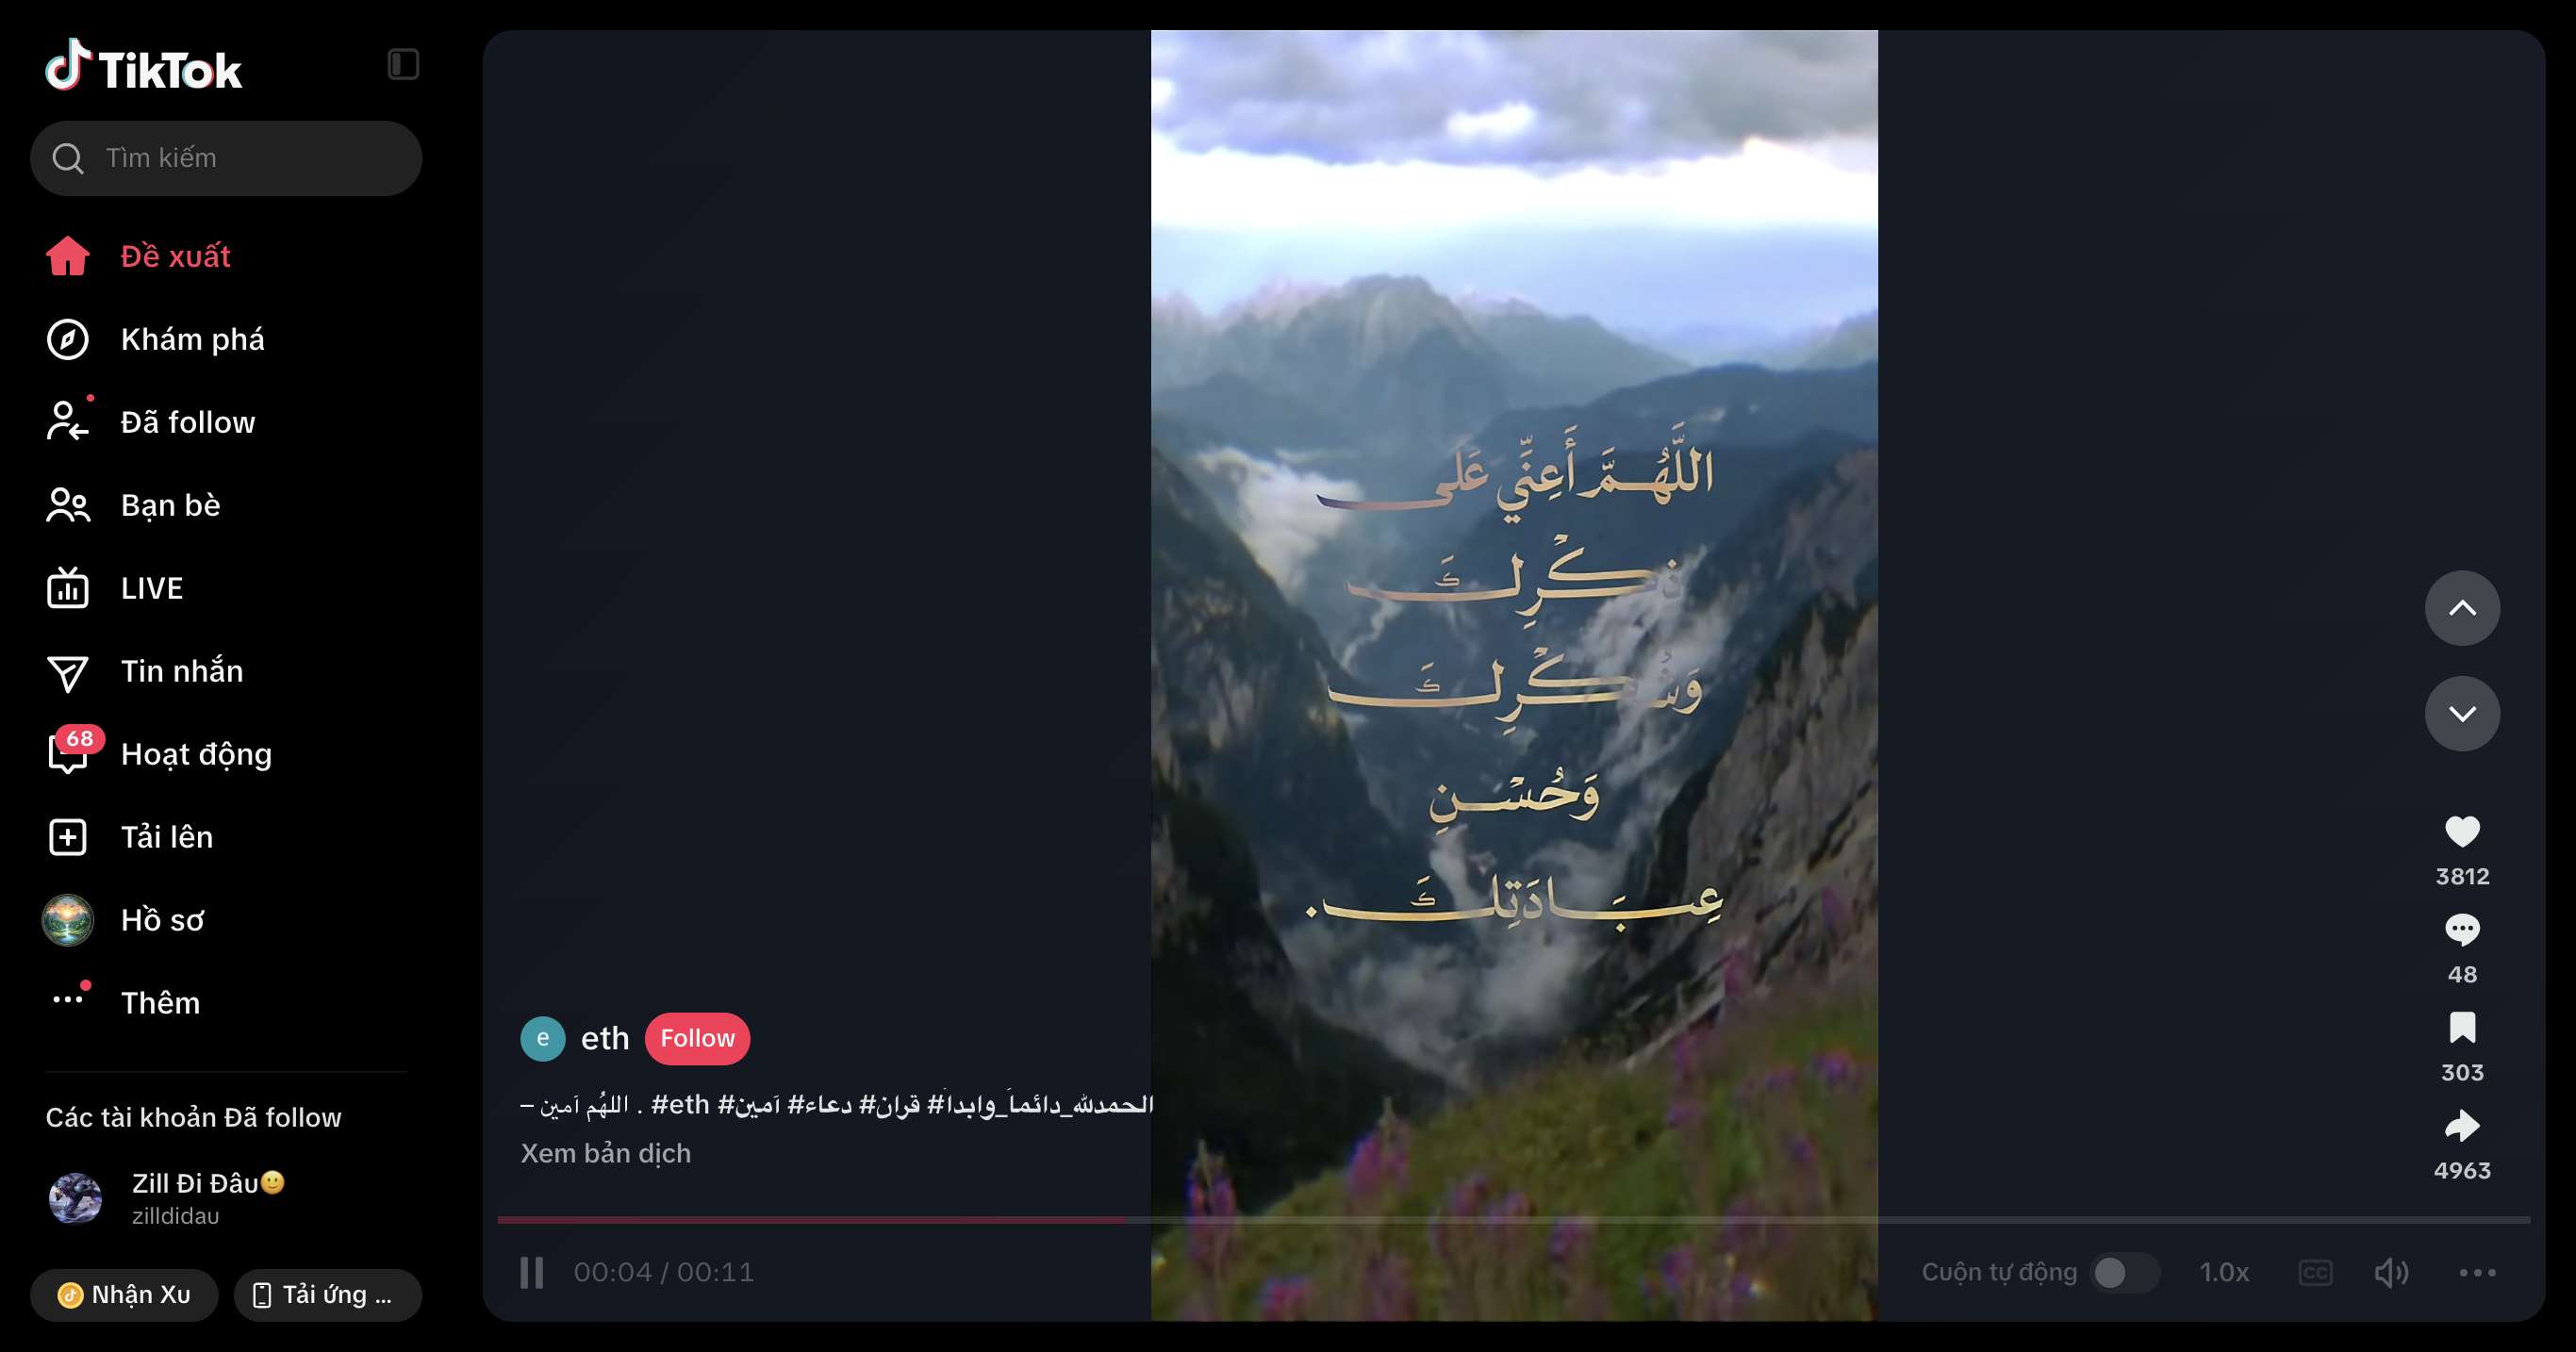 TikTok
Tìm kiếm
Đề xuất
Khám phá
Đã follow
Bạn bè
LIVE
Tin nhắn
68
Hoạt động
Tải lên
Hồ sơ
Thêm
Các tài khoản Đã follow
Zill Đi Đâu🙂
zilldidau
Nhận Xu
Tải ứng ...
اللَّهُمَّ أَعِنِّي عَلَى
ذِكْرِكَ
وَشُكْرِكَ
وَحُسْنِ
عِبَادَتِكَ.
e
eth
Follow
– اللهُم آمين . #eth #آمين #دعاء #قران #الحمدلله_دائماً_وابداً
Xem bản dịch
00:04 / 00:11
3812
48
303
4963
Cuộn tự động
1.0x
CC